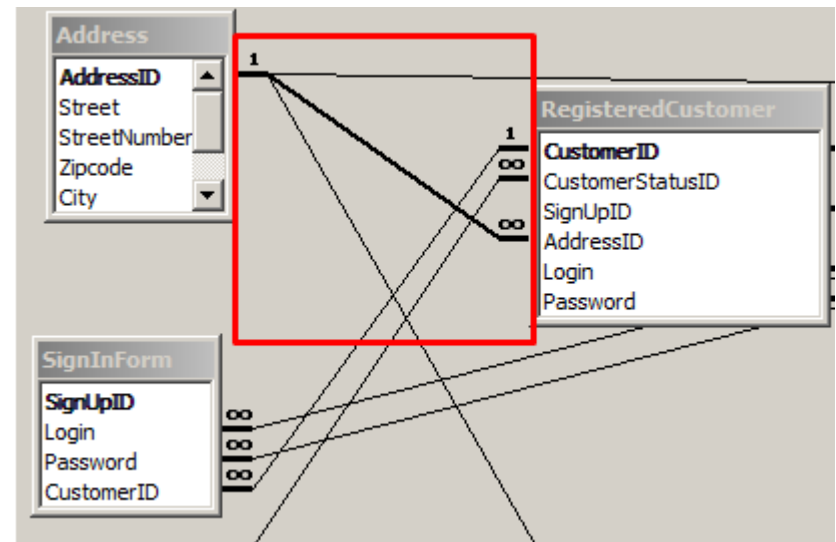 Address
AddressID
Street
StreetNumber
Zipcode
City
1
1
∞
∞
RegisteredCustomer
CustomerID
CustomerStatusID
SignUpID
AddressID
Login
Password
SignInForm
SignUpID
Login
Password
CustomerID
∞
∞
∞